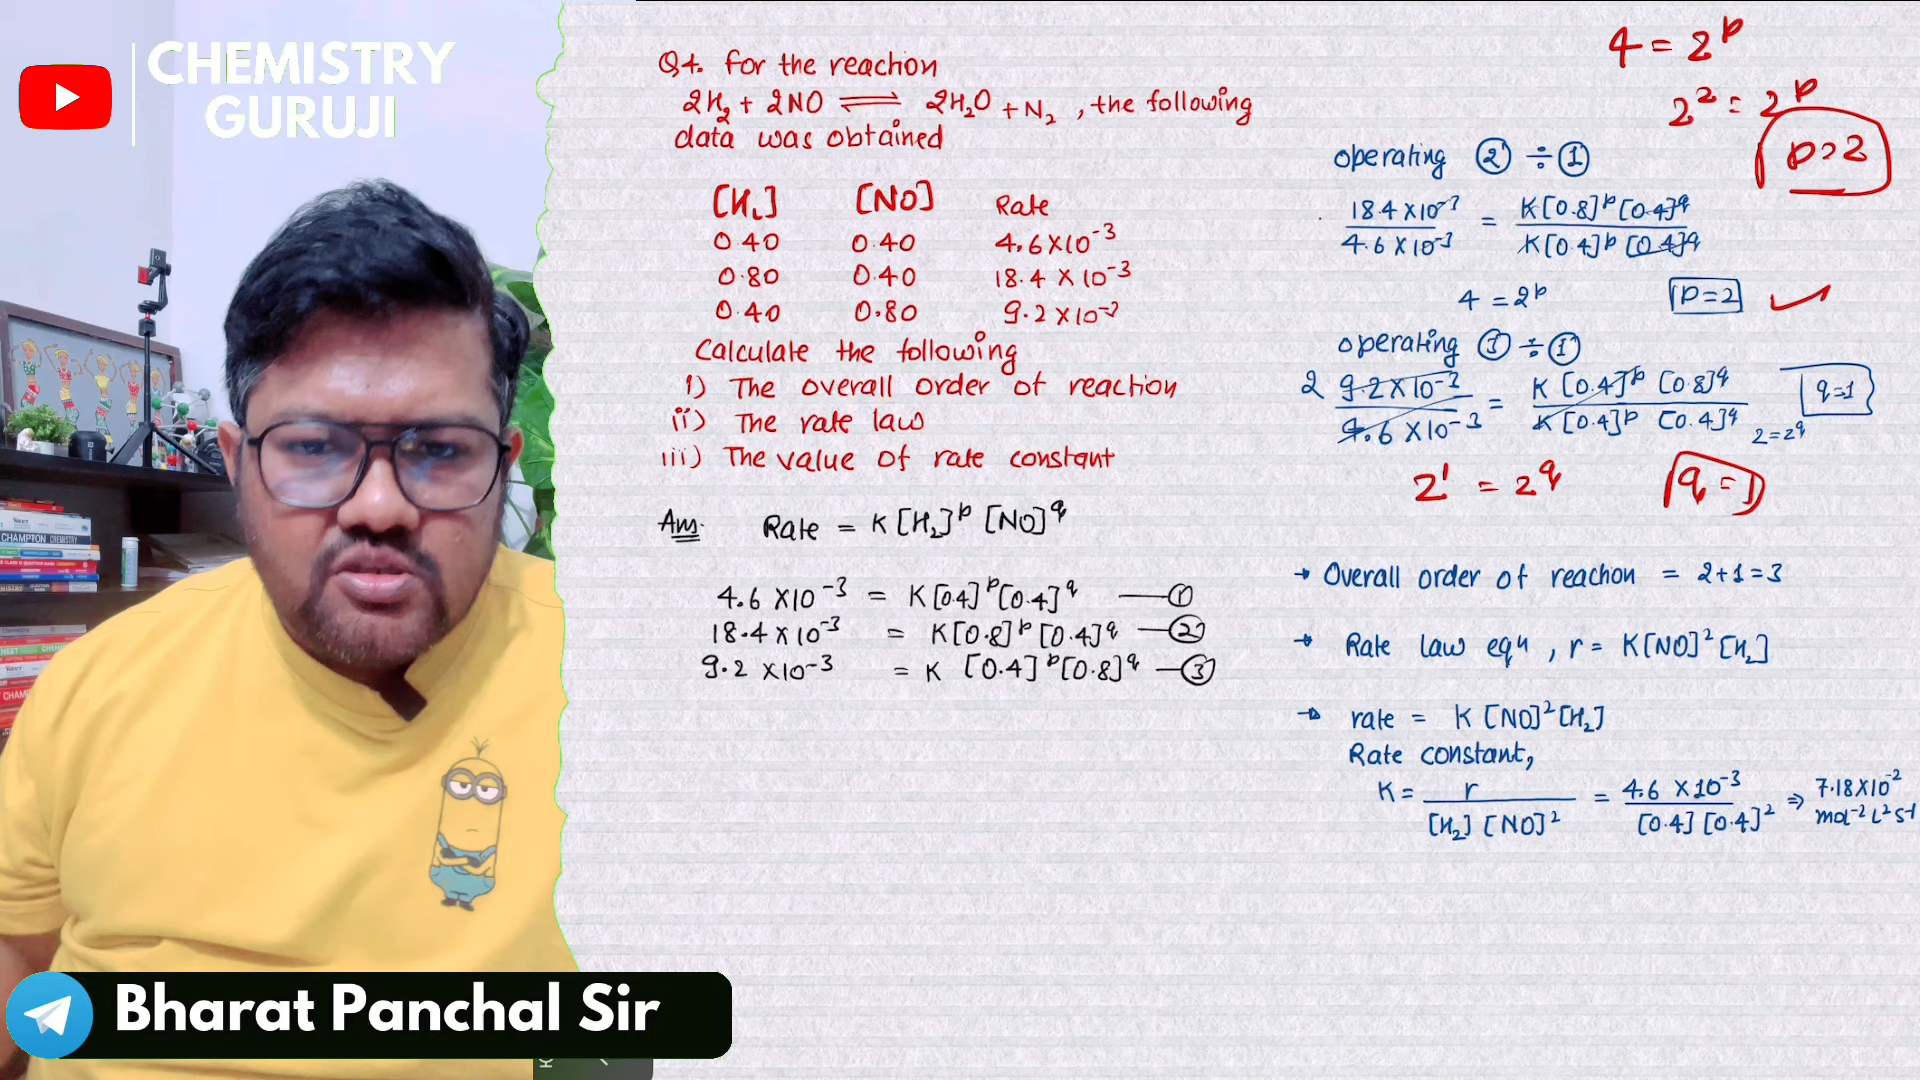 CHEMISTRY
GURUJI
Q4. For the reaction
2H₂ + 2NO ⇌ 2H₂O + N₂ , the following
data was obtained
[H₂] [NO] Rate
0.40 0.40 4.6×10⁻³
0.80 0.40 18.4 × 10⁻³
0.40 0.80 9.2×10⁻³
Calculate the following
i) The overall order of reaction
ii) The rate law
iii) The value of rate constant
Ans. Rate = K[H₂]ᵖ [NO]^q
4.6 ×10⁻³ = K[0.4]ᵖ[0.4]^q —①
18.4×10⁻³ = K[0.8]ᵖ[0.4]^q —②
9.2 ×10⁻³ = K [0.4]ᵖ[0.8]^q —③
4 = 2ᵖ
2² = 2ᵖ
p=2
operating ② ÷ ①
18.4×10⁻³ / 4.6×10⁻³ = K[0.8]ᵖ[0.4]^q / K[0.4]ᵖ[0.4]^q
4 = 2ᵖ p=2
operating ③ ÷ ①
2 9.2×10⁻³ / 4.6×10⁻³ = K[0.4]ᵖ[0.8]^q / K[0.4]ᵖ[0.4]^q 2=2^q q=1
2¹ = 2^q q=1
→ Overall order of reaction = 2+1=3
→ Rate law eqn , r = K[NO]²[H₂]
→ rate = K[NO]²[H₂]
Rate constant,
K = r / [H₂][NO]² = 4.6 ×10⁻³ / [0.4][0.4]² ⇒ 7.18×10⁻² mol⁻² L² s⁻¹
Bharat Panchal Sir